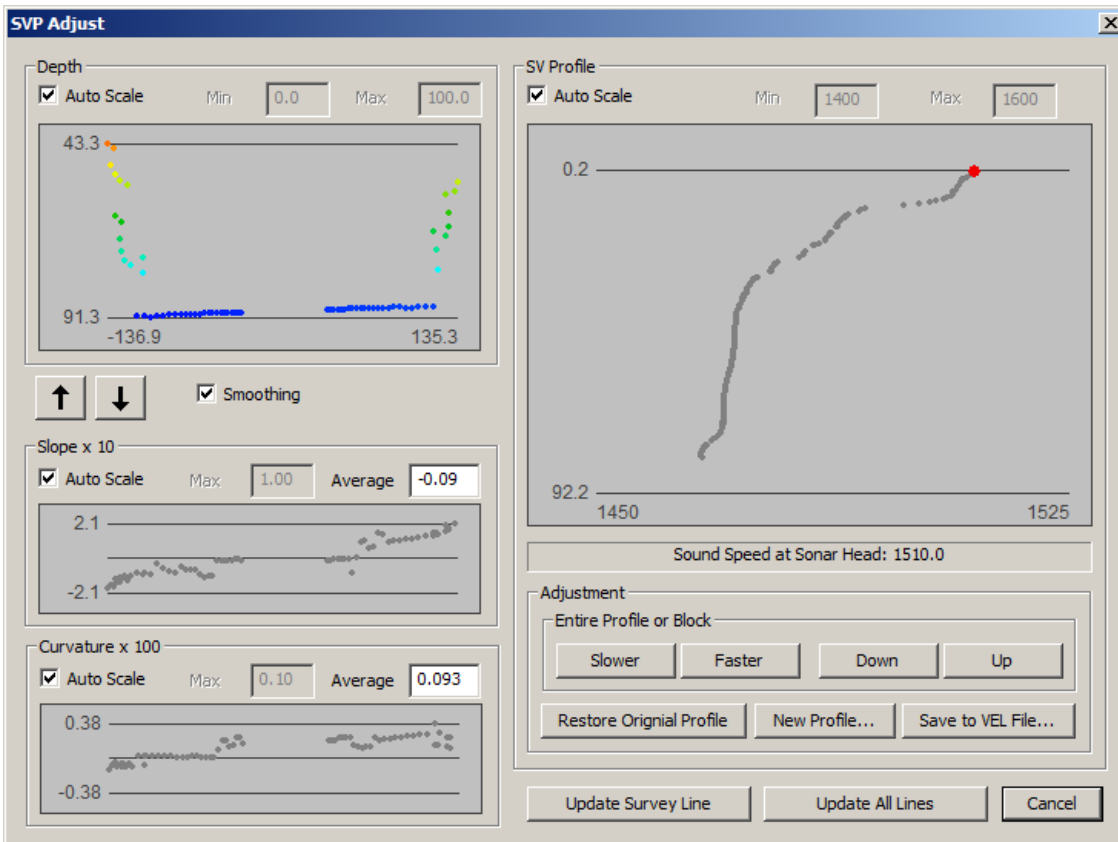 SVP Adjust
Depth
Auto Scale Min 0.0 Max 100.0
43.3
91.3
-136.9 135.3
Smoothing
Slope x 10
Auto Scale Max 1.00 Average -0.09
2.1
-2.1
Curvature x 100
Auto Scale Max 0.10 Average 0.093
0.38
-0.38
SV Profile
Auto Scale Min 1400 Max 1600
0.2
92.2
1450 1525
Sound Speed at Sonar Head: 1510.0
Adjustment
Entire Profile or Block
Slower Faster Down Up
Restore Orignial Profile New Profile... Save to VEL File...
Update Survey Line Update All Lines Cancel